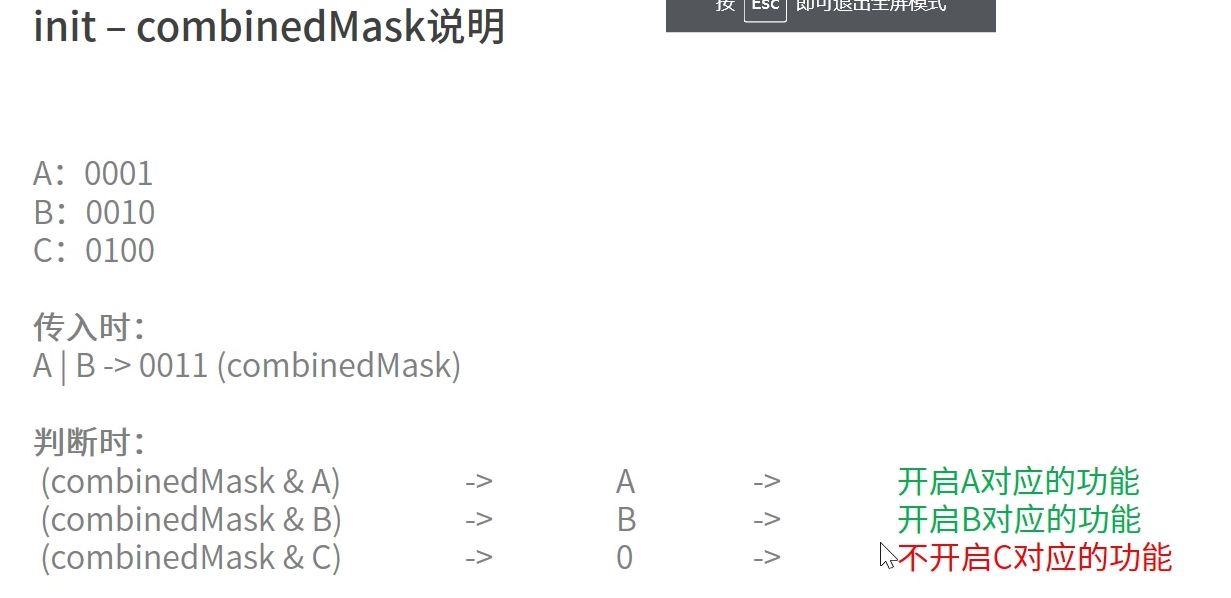 init – combinedMask说明
按 Esc 即可退出全屏模式
A：0001
B：0010
C：0100
传入时：
A | B -> 0011 (combinedMask)
判断时：
(combinedMask & A) -> A -> 开启A对应的功能
(combinedMask & B) -> B -> 开启B对应的功能
(combinedMask & C) -> 0 -> 不开启C对应的功能